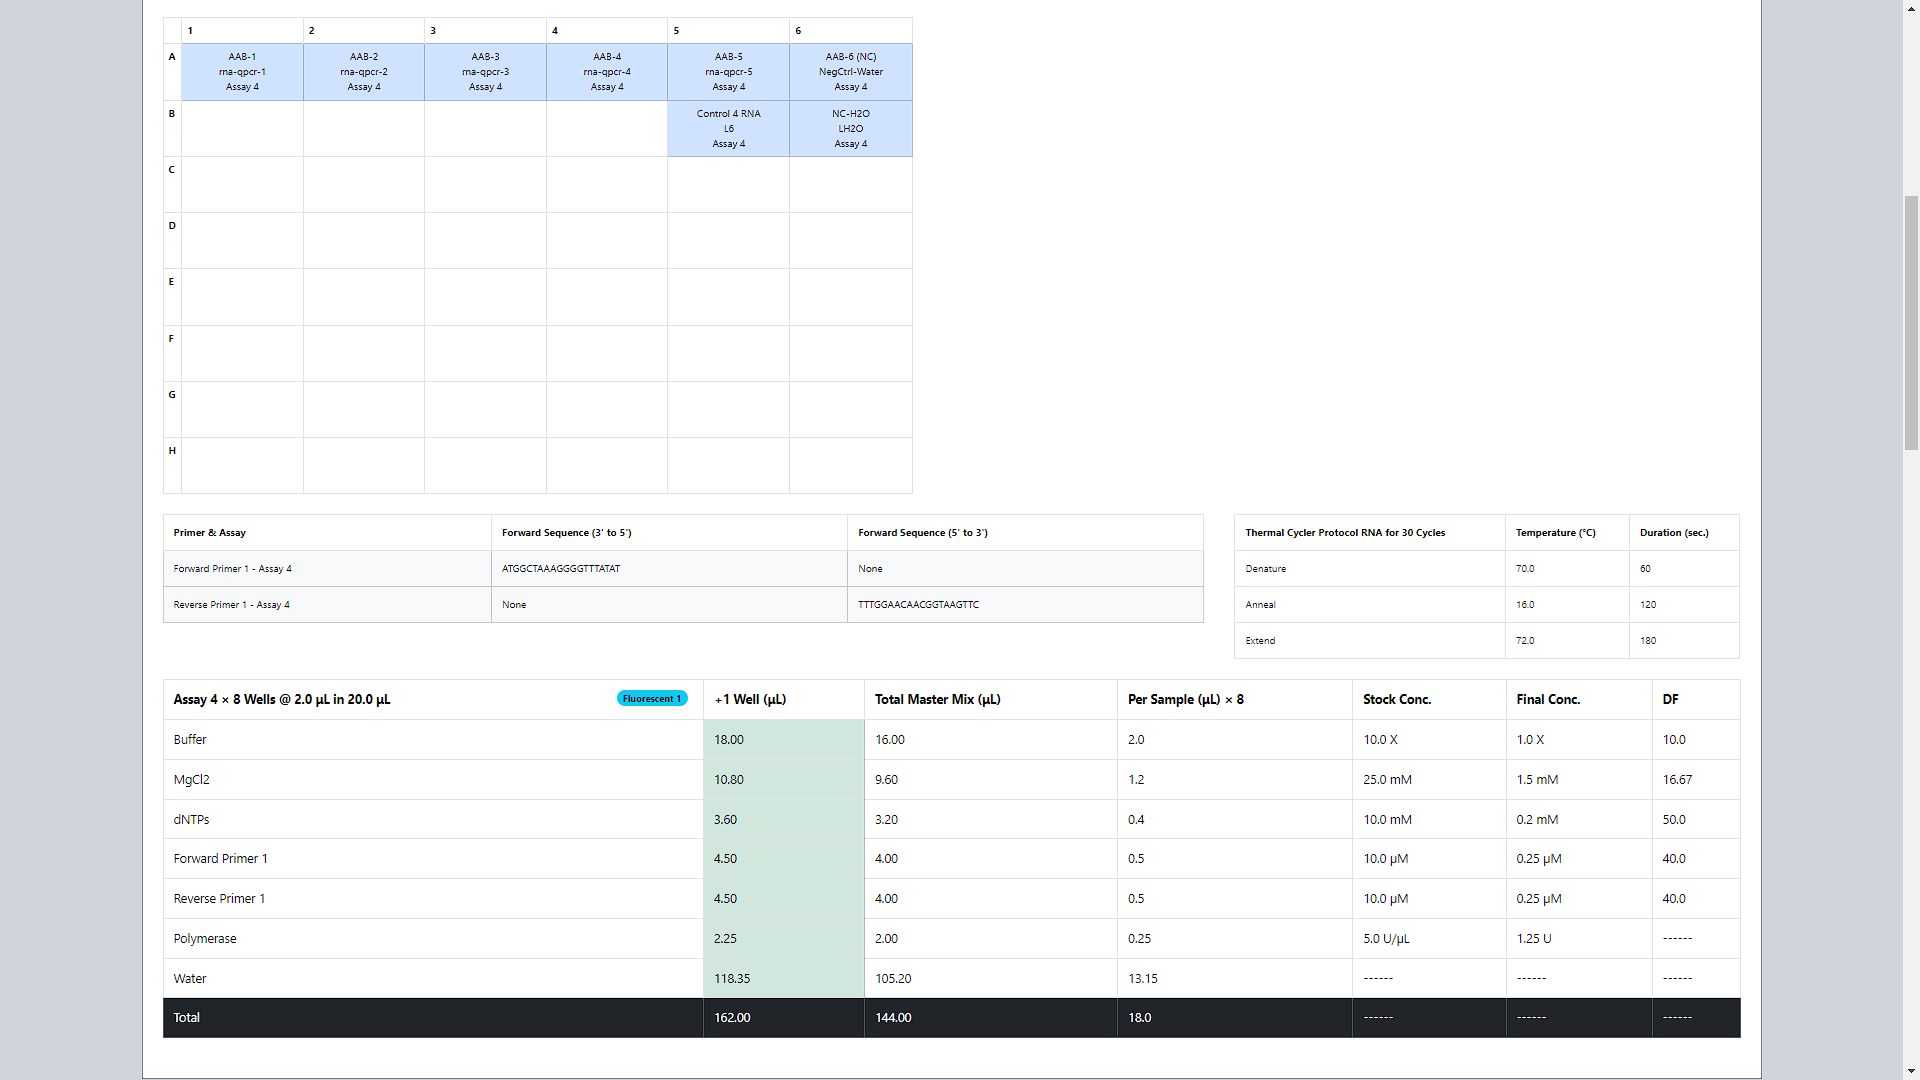 1 2 3 4 5 6
A
AAB-1 AAB-2 AAB-3 AAB-4 AAB-5 AAB-6 (NC)
rna-qpcr-1 rna-qpcr-2 rna-qpcr-3 rna-qpcr-4 rna-qpcr-5 NegCtrl-Water
Assay 4 Assay 4 Assay 4 Assay 4 Assay 4 Assay 4
B
Control 4 RNA NC-H2O
L6 LH2O
Assay 4 Assay 4
C
D
E
F
G
H
Primer & Assay Forward Sequence (3' to 5') Forward Sequence (5' to 3')
Forward Primer 1 - Assay 4 ATGGCTAAAGGGGTTTATAT None
Reverse Primer 1 - Assay 4 None TTTGGAACAACGGTAAGTTC
Thermal Cycler Protocol RNA for 30 Cycles Temperature (°C) Duration (sec.)
Denature 70.0 60
Anneal 16.0 120
Extend 72.0 180
Assay 4 × 8 Wells @ 2.0 µL in 20.0 µL Fluorescent 1 +1 Well (µL) Total Master Mix (µL) Per Sample (µL) × 8 Stock Conc. Final Conc. DF
Buffer 18.00 16.00 2.0 10.0 X 1.0 X 10.0
MgCl2 10.80 9.60 1.2 25.0 mM 1.5 mM 16.67
dNTPs 3.60 3.20 0.4 10.0 mM 0.2 mM 50.0
Forward Primer 1 4.50 4.00 0.5 10.0 µM 0.25 µM 40.0
Reverse Primer 1 4.50 4.00 0.5 10.0 µM 0.25 µM 40.0
Polymerase 2.25 2.00 0.25 5.0 U/µL 1.25 U ------
Water 118.35 105.20 13.15 ------ ------ ------
Total 162.00 144.00 18.0 ------ ------ ------